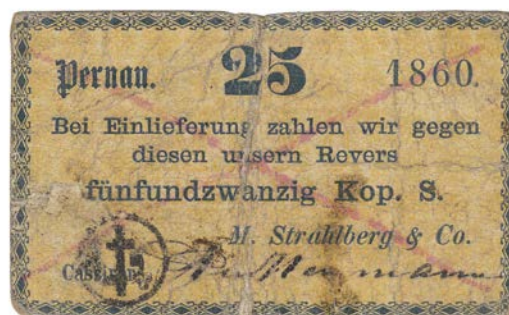 Pernau. 25 1860.
Bei Einlieferung zahlen wir gegen
diesen unsern Revers
fünfundzwanzig Kop. S.
M. Strahlberg & Co.